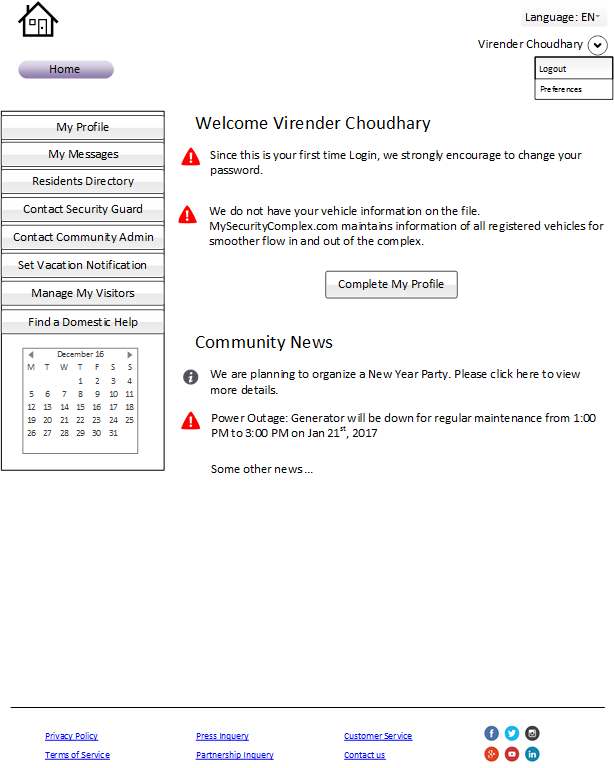 Language: EN
Virender Choudhary
Home
Logout
Preferences
My Profile
My Messages
Residents Directory
Contact Security Guard
Contact Community Admin
Set Vacation Notification
Manage My Visitors
Find a Domestic Help
December 16
M T W T F S S
1 2 3 4
5 6 7 8 9 10 11
12 13 14 15 16 17 18
19 20 21 22 23 24 25
26 27 28 29 30 31
Welcome Virender Choudhary
Since this is your first time Login, we strongly encourage to change your
password.
We do not have your vehicle information on the file.
MySecurityComplex.com maintains information of all registered vehicles for
smoother flow in and out of the complex.
Complete My Profile
Community News
We are planning to organize a New Year Party. Please click here to view
more details.
Power Outage: Generator will be down for regular maintenance from 1:00
PM to 3:00 PM on Jan 21st, 2017
Some other news...
Privacy Policy
Press Inquery
Customer Service
Terms of Service
Partnership Inquery
Contact us